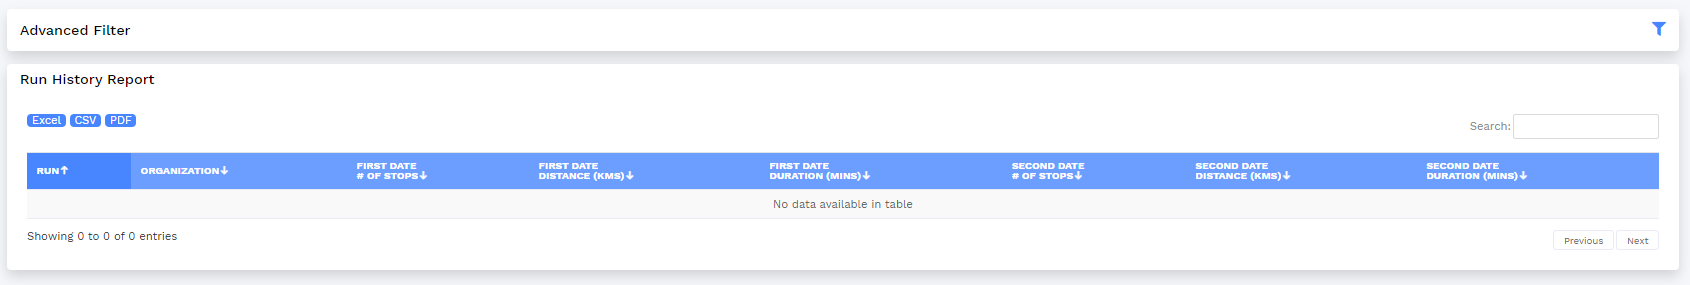 Advanced Filter
Run History Report
Excel CSV PDF
Search:
RUN ORGANIZATION FIRST DATE # OF STOPS FIRST DATE DISTANCE (KMS) FIRST DATE DURATION (MINS) SECOND DATE # OF STOPS SECOND DATE DISTANCE (KMS) SECOND DATE DURATION (MINS)
No data available in table
Showing 0 to 0 of 0 entries
Previous Next